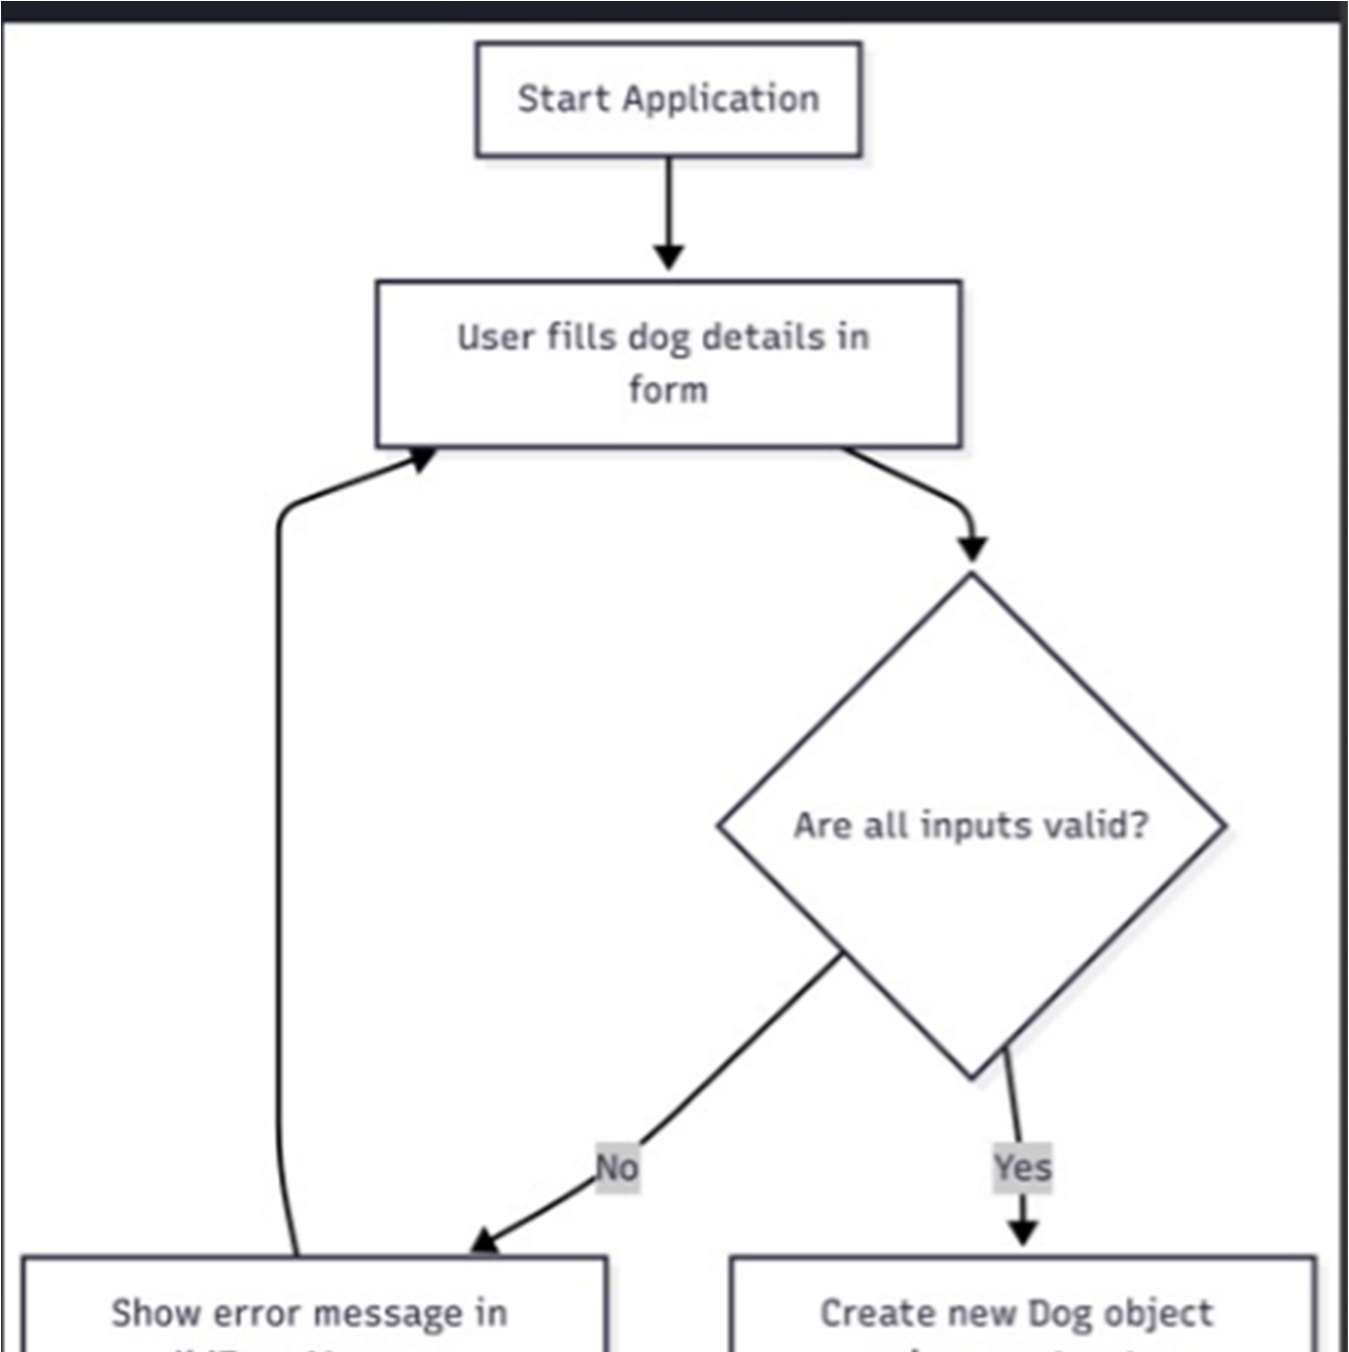 Start Application
User fills dog details in
form
Are all inputs valid?
No
Yes
Show error message in
Create new Dog object